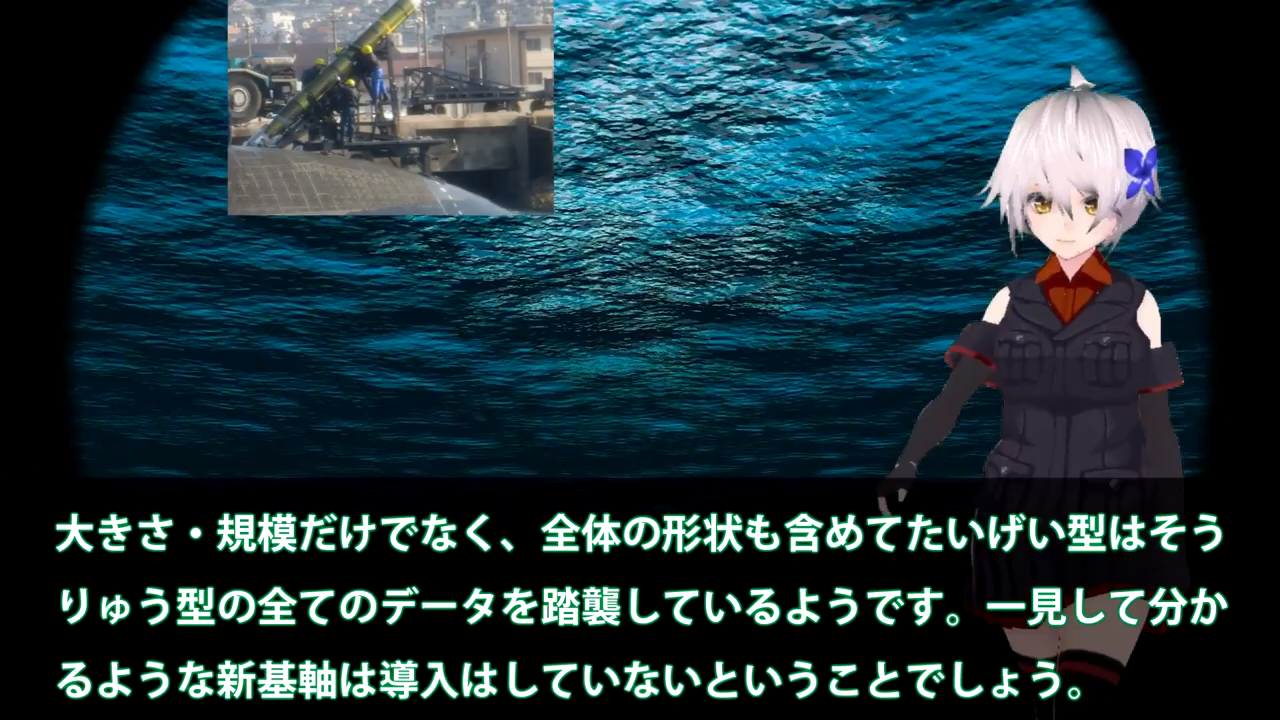 大きさ・規模だけでなく、全体の形状も含めてたいげい型はそう
りゅう型の全てのデータを踏襲しているようです。一見して分か
るような新基軸は導入はしていないということでしょう。